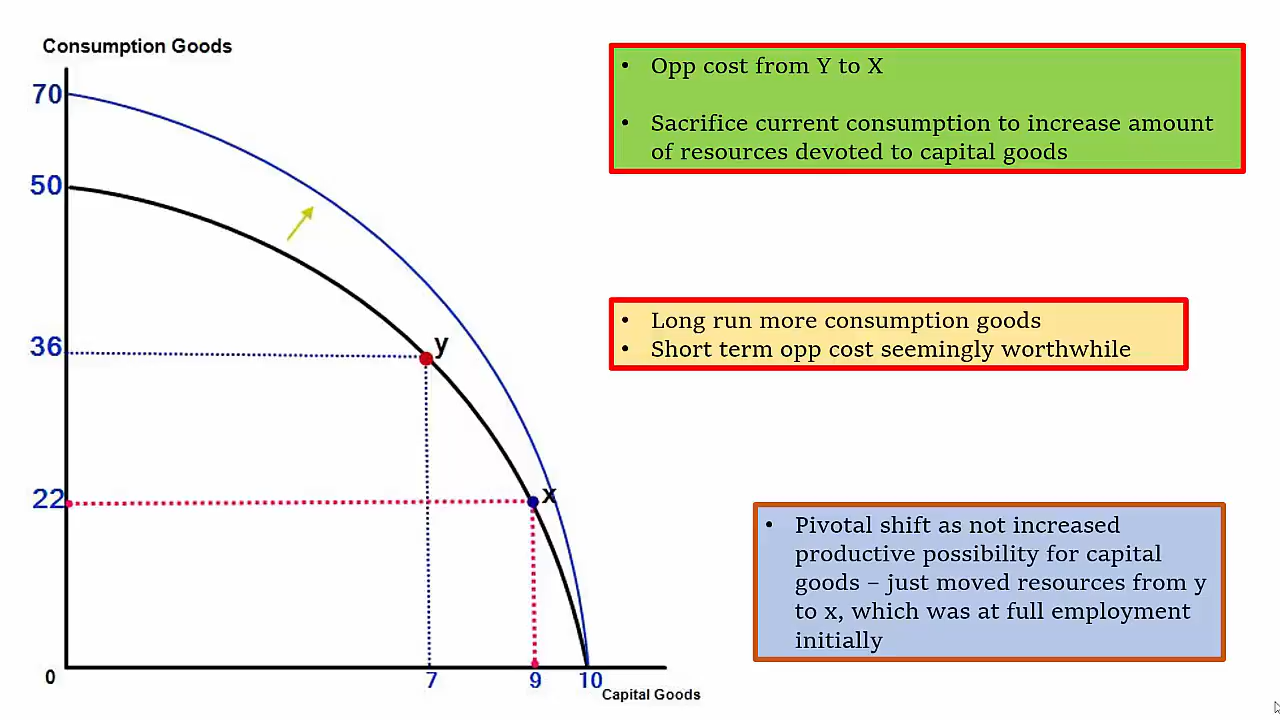 Consumption Goods
70
50
36
22
0
y
x
7
9
10
Capital Goods
• Opp cost from Y to X
• Sacrifice current consumption to increase amount
of resources devoted to capital goods
• Long run more consumption goods
• Short term opp cost seemingly worthwhile
• Pivotal shift as not increased
productive possibility for capital
goods – just moved resources from y
to x, which was at full employment
initially